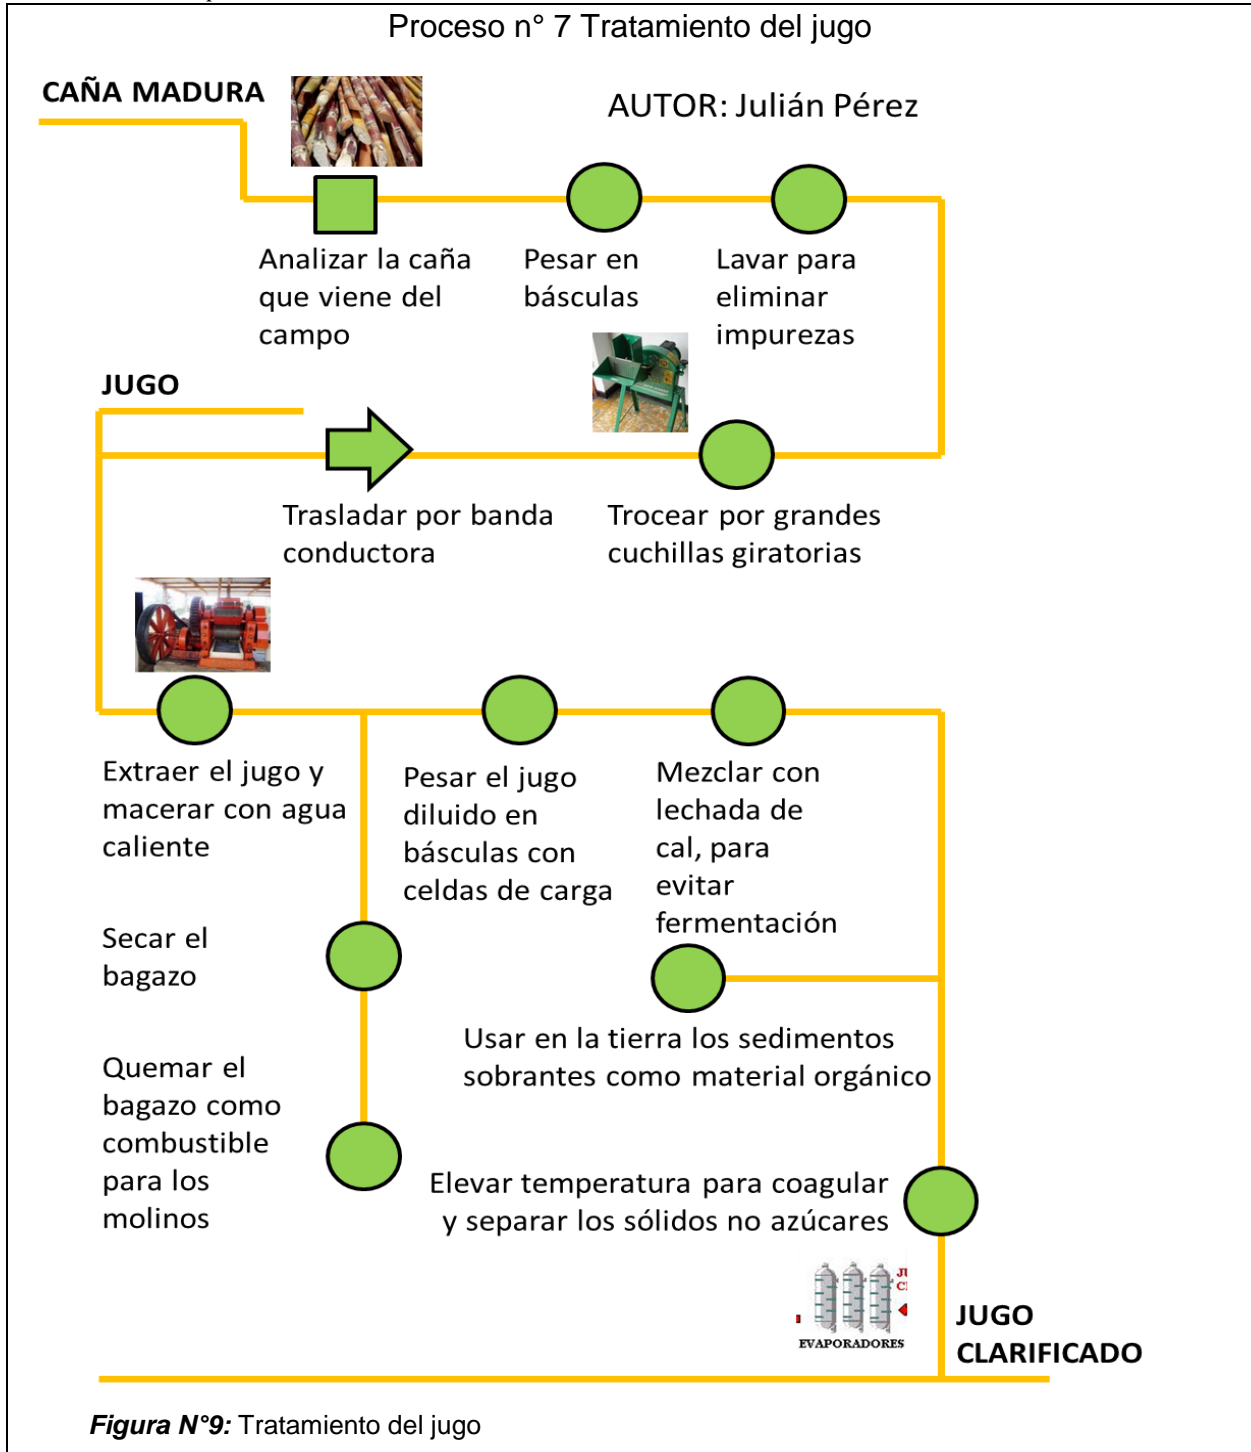 Proceso n° 7 Tratamiento del jugo
CAÑA MADURA
AUTOR: Julián Pérez
Analizar la caña
que viene del
campo
Pesar en
básculas
Lavar para
eliminar
impurezas
JUGO
Trasladar por banda
conductora
Trocear por grandes
cuchillas giratorias
Extraer el jugo y
macerar con agua
caliente
Pesar el jugo
diluido en
básculas con
celdas de carga
Mezclar con
lechada de
cal, para
evitar
fermentación
Secar el
bagazo
Usar en la tierra los sedimentos
sobrantes como material orgánico
Quemar el
bagazo como
combustible
para los
molinos
Elevar temperatura para coagular
y separar los sólidos no azúcares
EVAPORADORES
JUGO
CLARIFICADO
Figura N°9: Tratamiento del jugo